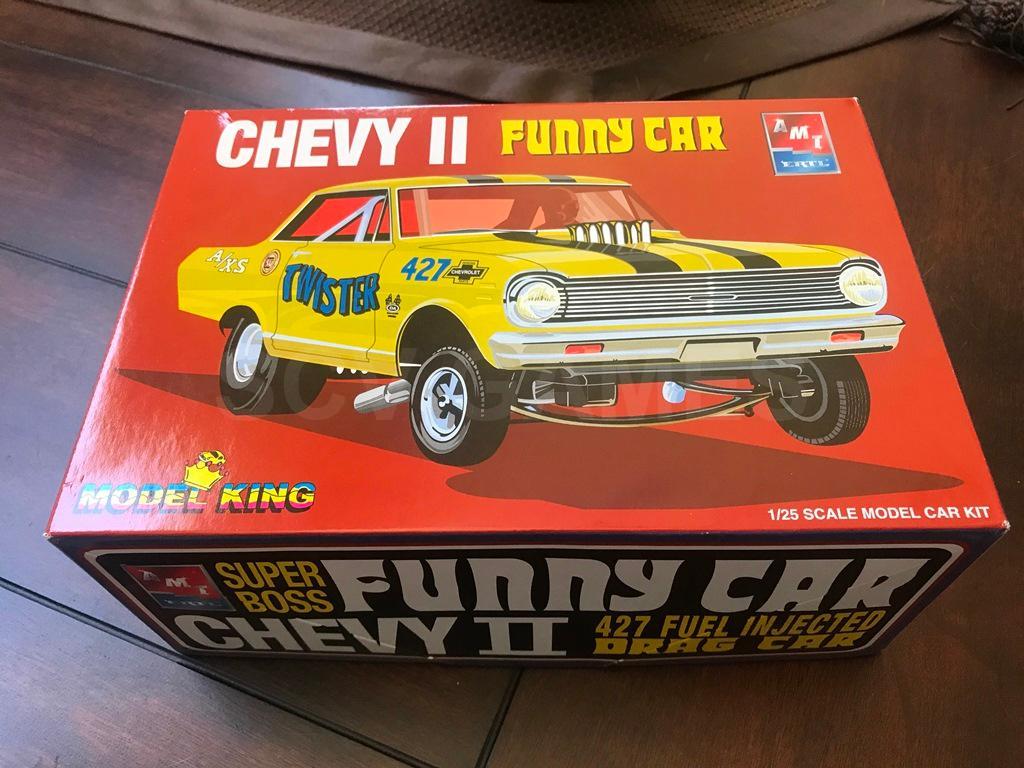 CHEVY II FUNNY CAR
AMT
ERTL
A/XS
TWISTER
427
CHEVROLET
SCVGAMES
MODEL KING
1/25 SCALE MODEL CAR KIT
AMT
ERTL
SUPER BOSS
FUNNY CAR
CHEVY II
427 FUEL INJECTED
DRAG CAR